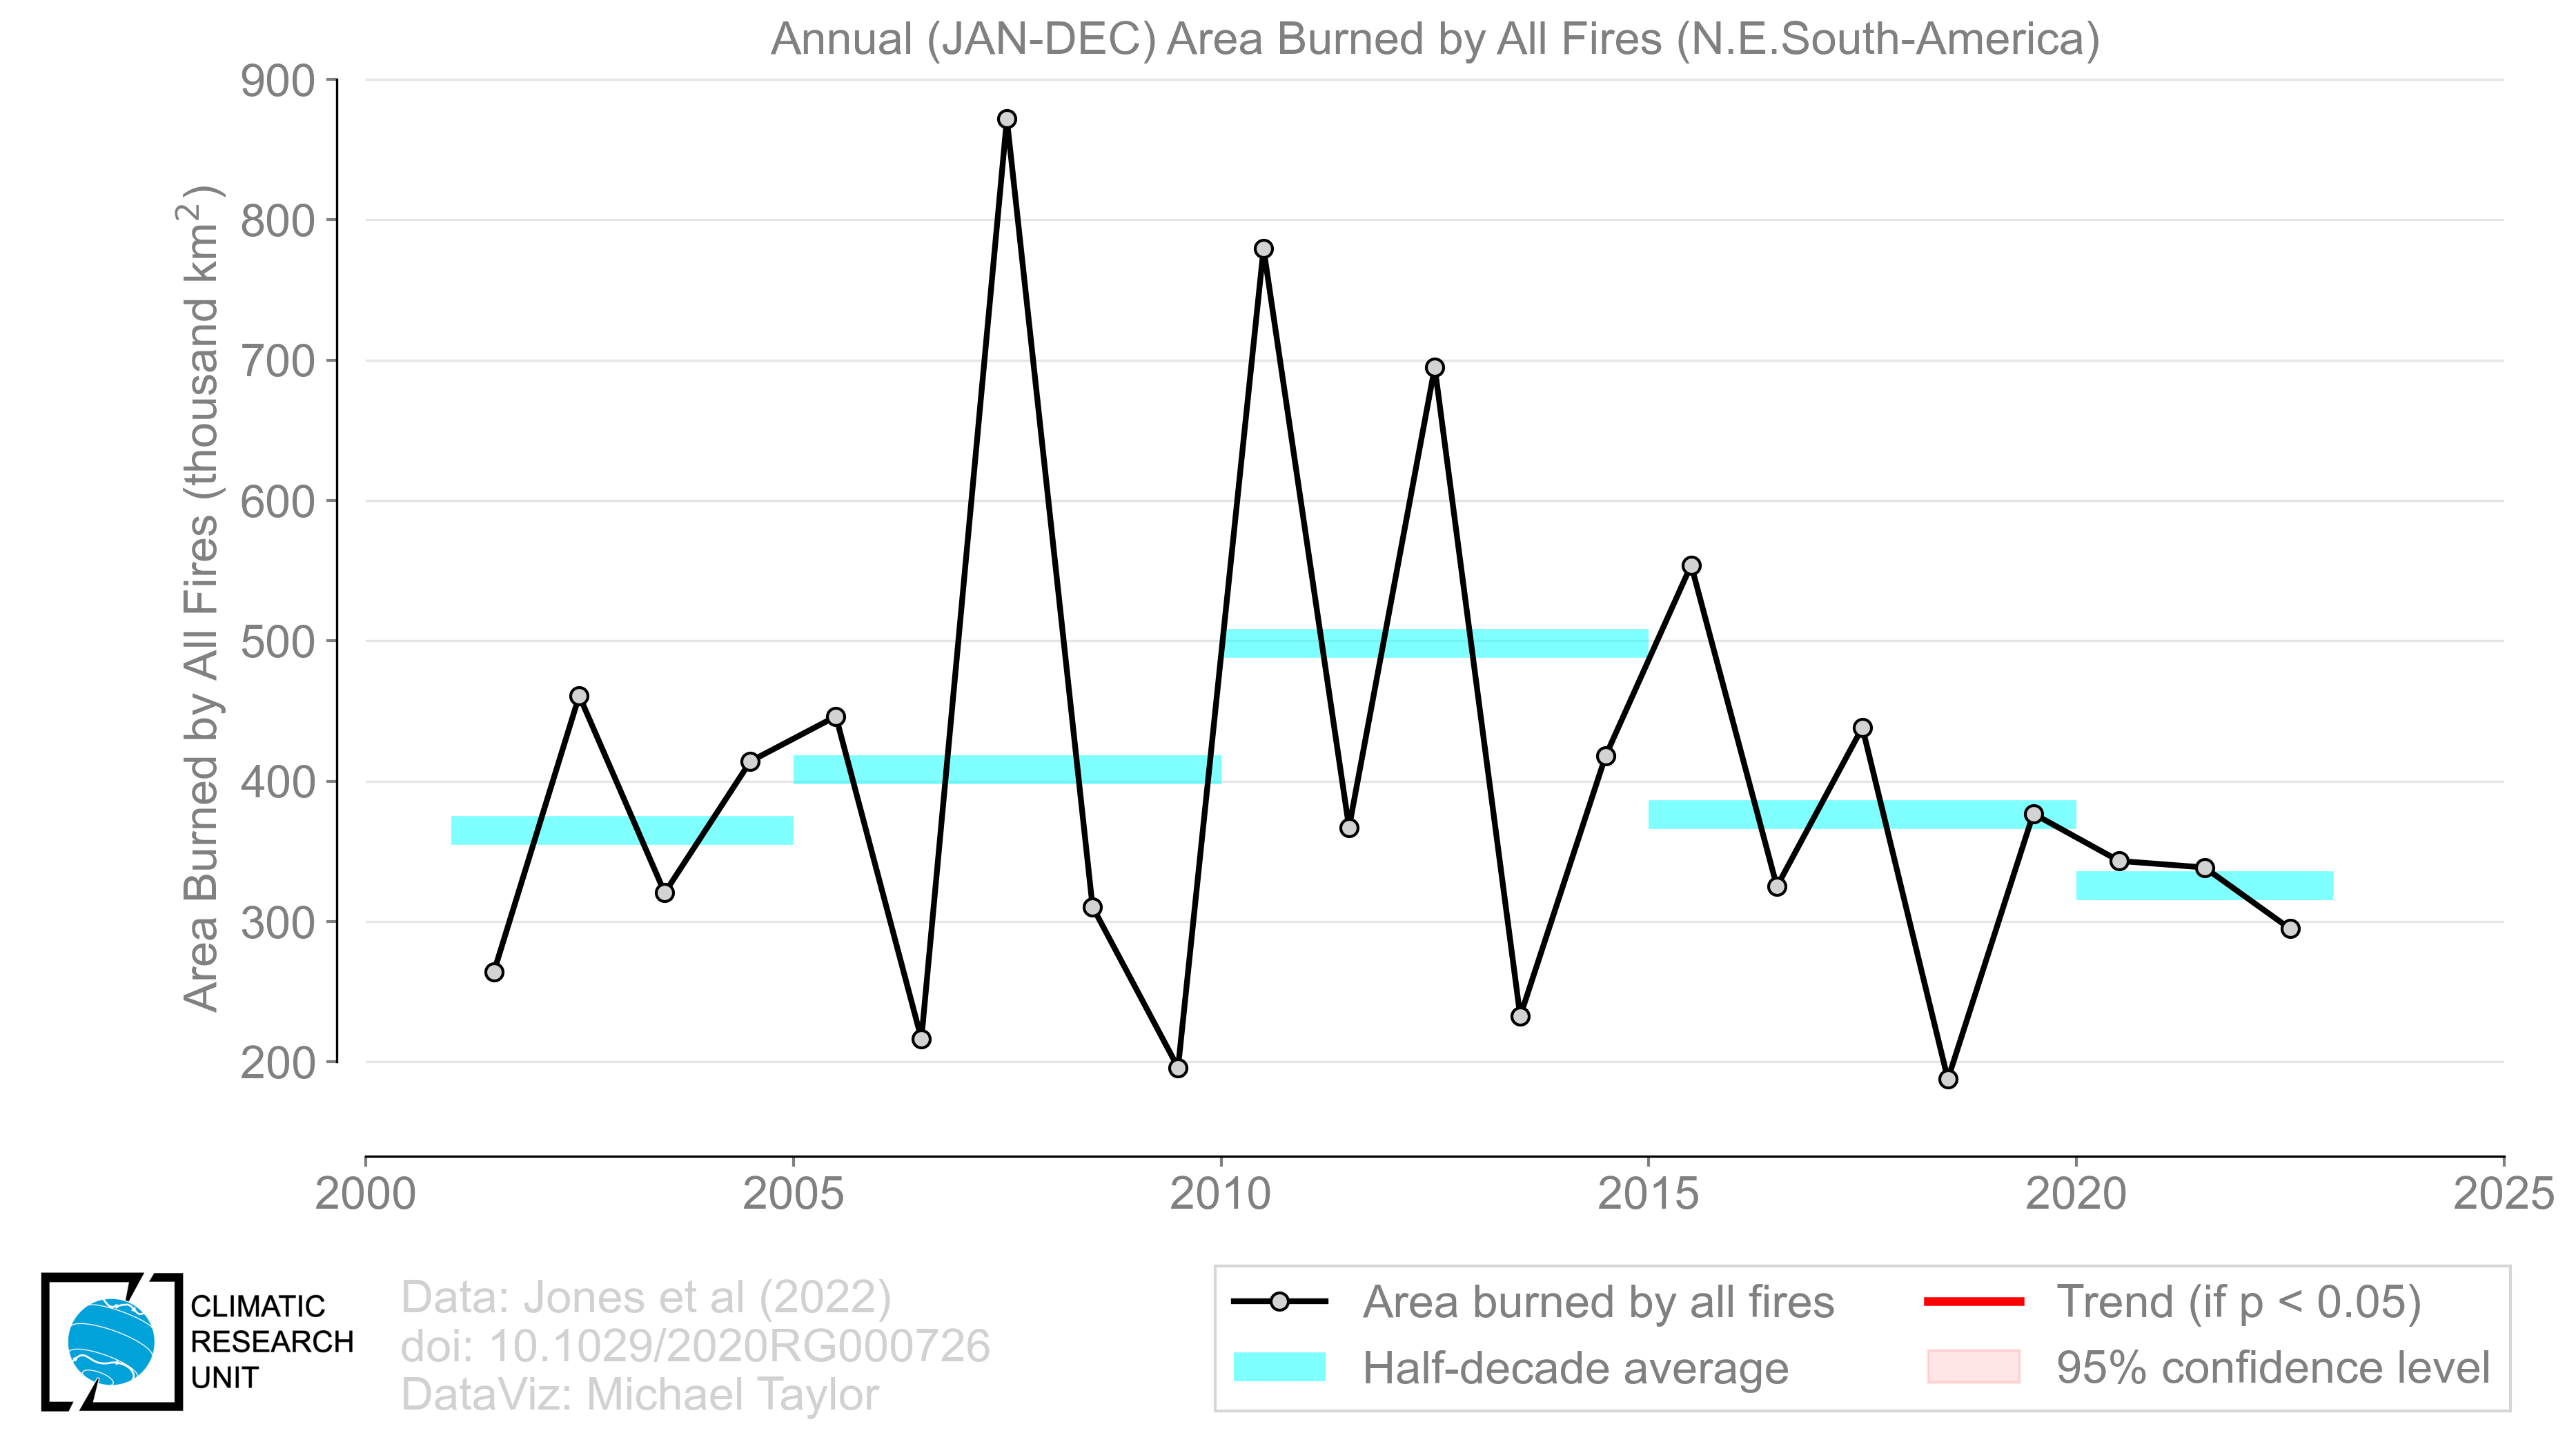 Annual (JAN-DEC) Area Burned by All Fires (N.E.South-America)
Area Burned by All Fires (thousand km²)
900
800
700
600
500
400
300
200
2000
2005
2010
2015
2020
2025
CLIMATIC
RESEARCH
UNIT
Data: Jones et al (2022)
doi: 10.1029/2020RG000726
DataViz: Michael Taylor
Area burned by all fires
Half-decade average
Trend (if p < 0.05)
95% confidence level